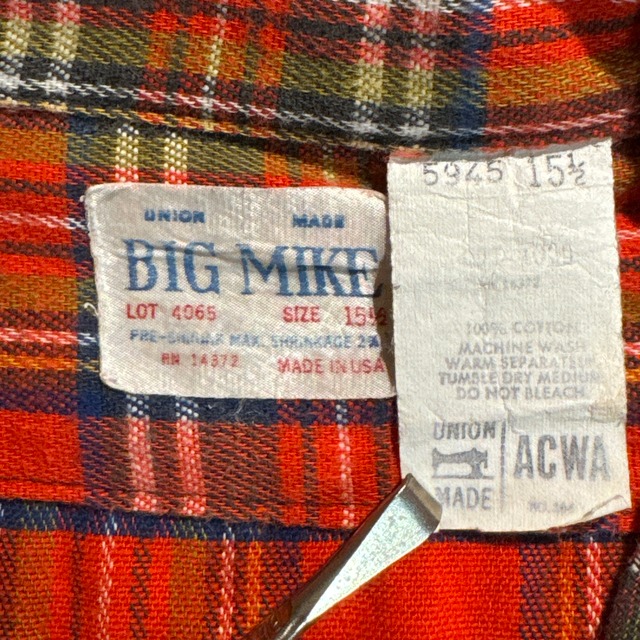 UNION MADE
BIG MIKE
LOT 4065 SIZE 15½
PRE-SHRUNK MAX. SHRINKAGE 2%
RN 14372
MADE IN USA
5945 15½
100% COTTON
MACHINE WASH
WARM SEPARATELY
TUMBLE DRY MEDIUM
DO NOT BLEACH
UNION MADE
ACWA